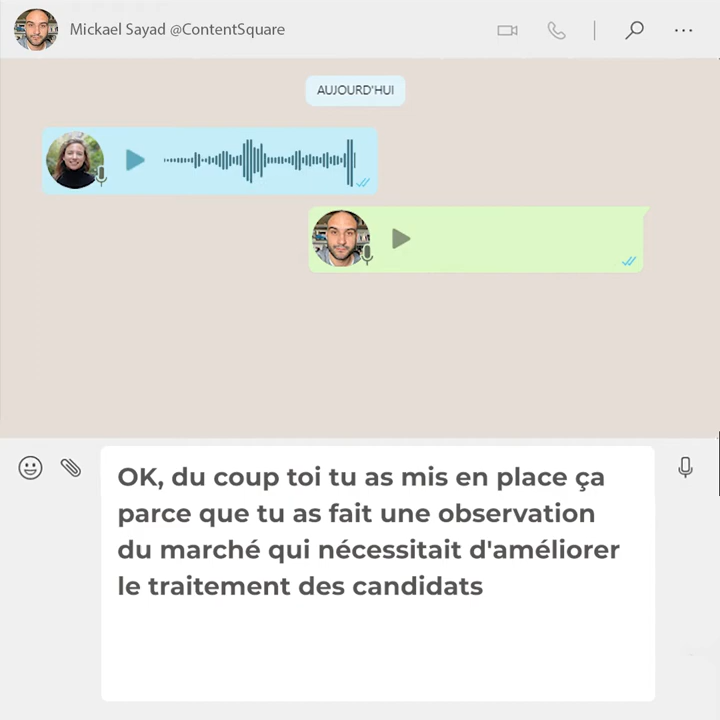 Mickael Sayad @ContentSquare
AUJOURD'HUI
OK, du coup toi tu as mis en place ça
parce que tu as fait une observation
du marché qui nécessitait d'améliorer
le traitement des candidats